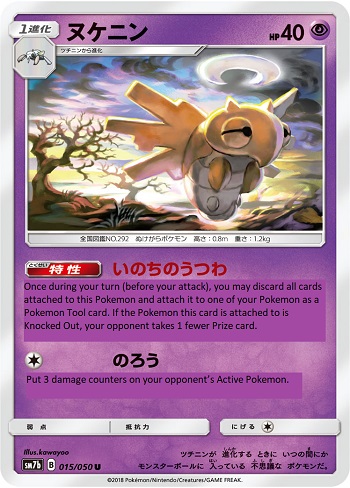 1進化 ヌケニン HP40
ツチニンから進化
全国図鑑NO.292 ぬけがらポケモン 高さ:0.8m 重さ:1.2kg
とくせい 特性 いのちのうつわ
Once during your turn (before your attack), you may discard all cards
attached to this Pokemon and attach it to one of your Pokemon as a
Pokemon Tool card. If the Pokemon this card is attached to is
Knocked Out, your opponent takes 1 fewer Prize card.
のろう
Put 3 damage counters on your opponent's Active Pokemon.
弱点 抵抗力 にげる
Illus.kawayoo
sm7b B 015/050 U
ツチニンが 進化する ときに いつの間にか
モンスターボールに 入っている 不思議な ポケモンだ。
©2018 Pokémon/Nintendo/Creatures/GAME FREAK.